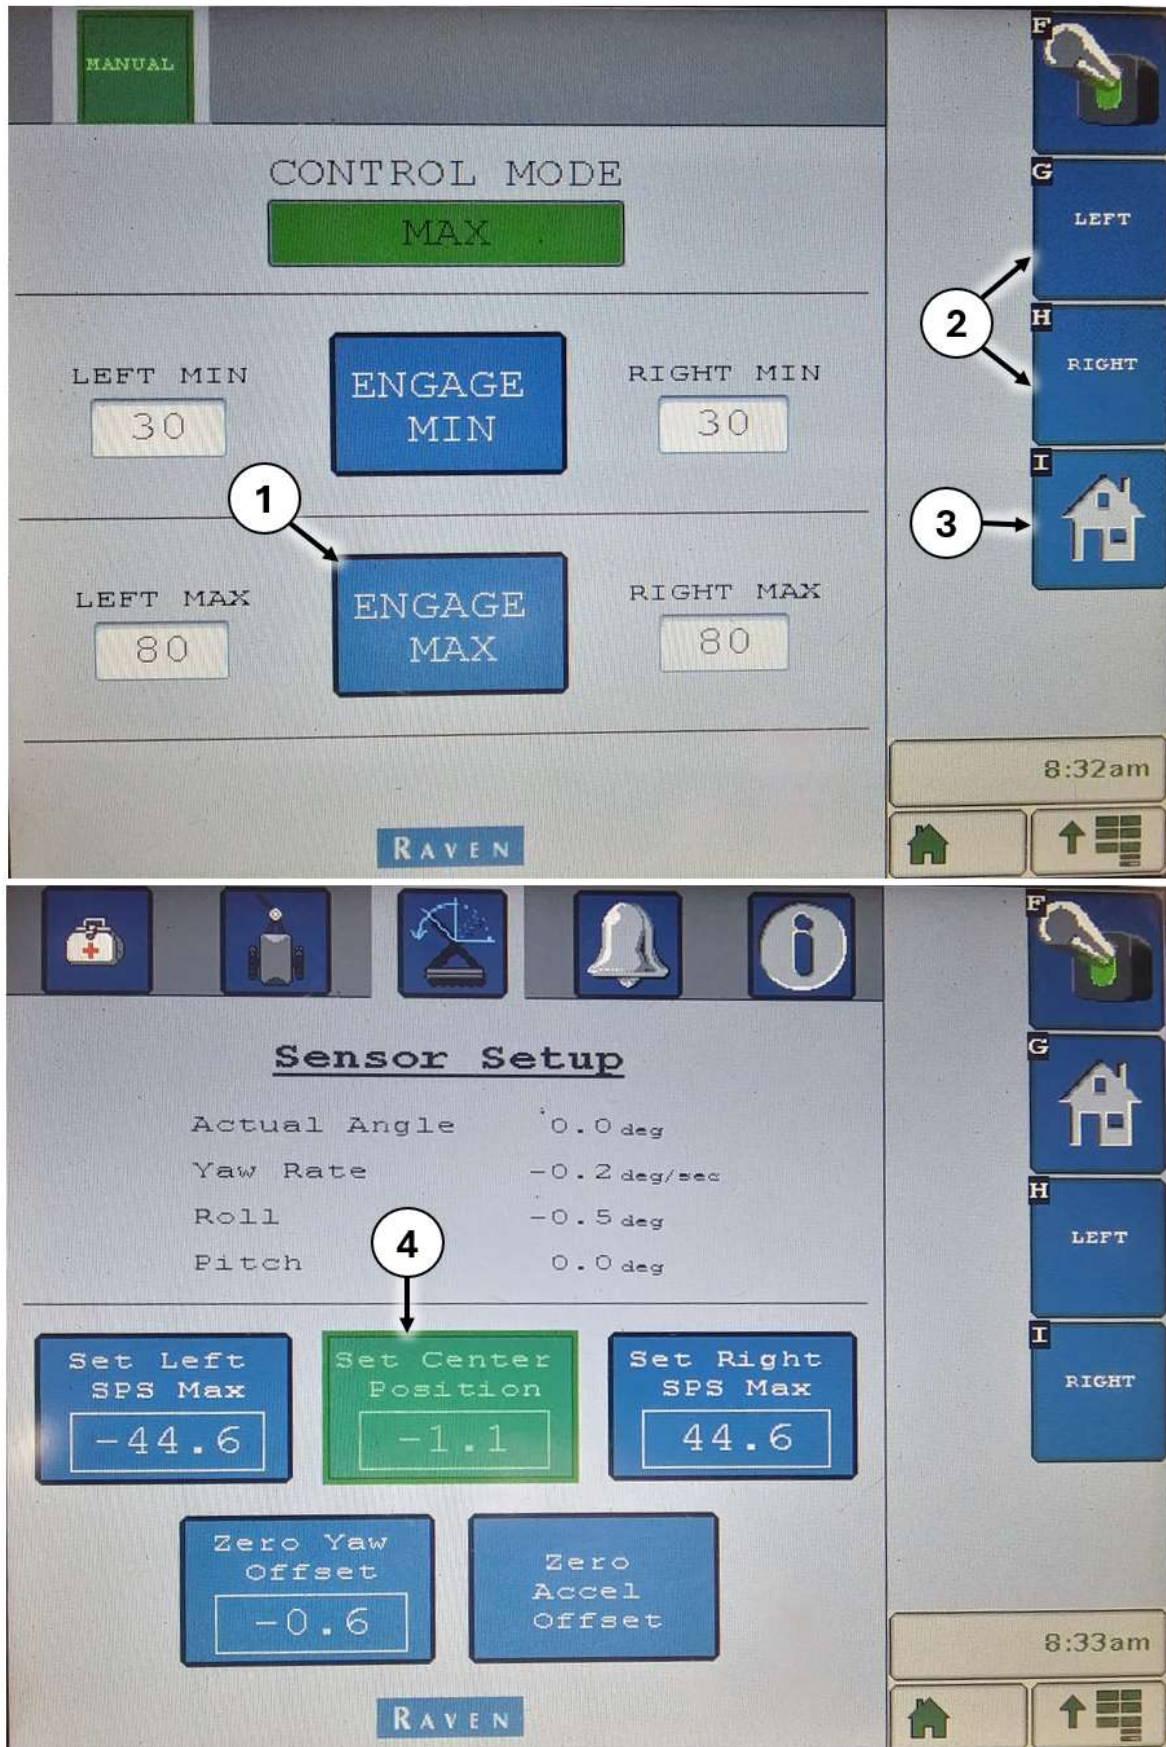 MANUAL
CONTROL MODE
MAX
LEFT MIN
30
ENGAGE
MIN
RIGHT MIN
30
1
LEFT MAX
80
ENGAGE
MAX
RIGHT MAX
80
RAVEN
F
G
LEFT
2
H
RIGHT
I
3
8:32am
Sensor Setup
Actual Angle 0.0 deg
Yaw Rate -0.2 deg/sec
Roll -0.5 deg
Pitch 0.0 deg
4
Set Left
SPS Max
-44.6
Set Center
Position
-1.1
Set Right
SPS Max
44.6
Zero Yaw
Offset
-0.6
Zero
Accel
Offset
RAVEN
F
G
H
LEFT
I
RIGHT
8:33am